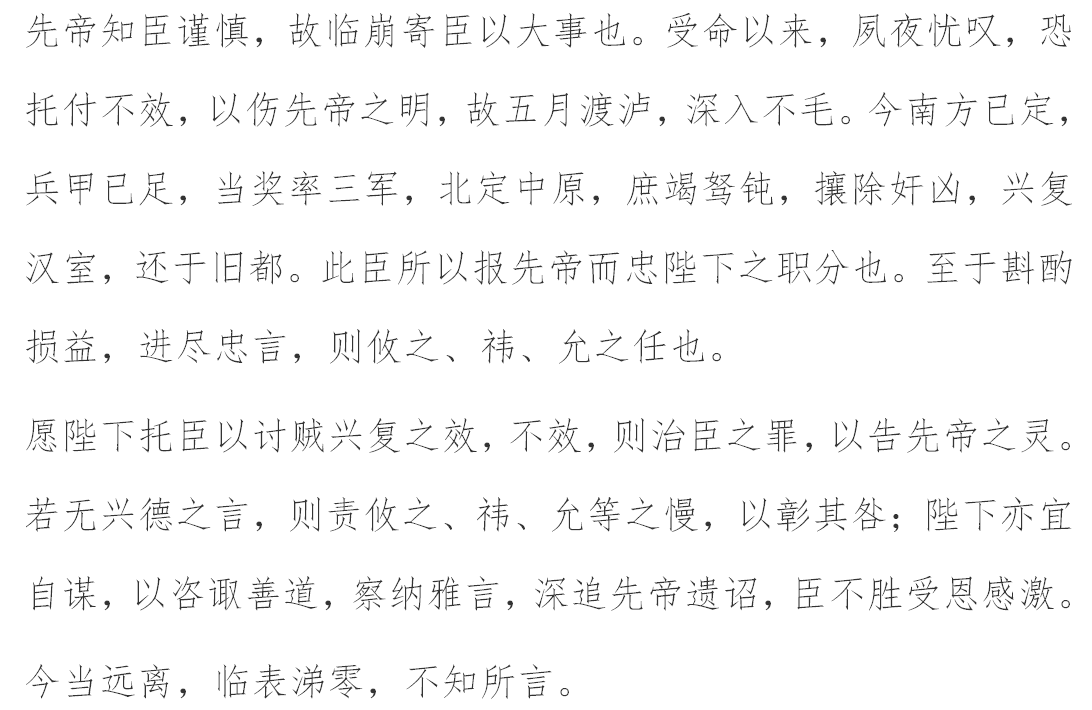 先帝知臣谨慎，故临崩寄臣以大事也。受命以来，夙夜忧叹，恐
托付不效，以伤先帝之明，故五月渡泸，深入不毛。今南方已定，
兵甲已足，当奖率三军，北定中原，庶竭驽钝，攘除奸凶，兴复
汉室，还于旧都。此臣所以报先帝而忠陛下之职分也。至于斟酌
损益，进尽忠言，则攸之、祎、允之任也。
愿陛下托臣以讨贼兴复之效，不效，则治臣之罪，以告先帝之灵。
若无兴德之言，则责攸之、祎、允等之慢，以彰其咎；陛下亦宜
自谋，以咨诹善道，察纳雅言，深追先帝遗诏，臣不胜受恩感激。
今当远离，临表涕零，不知所言。